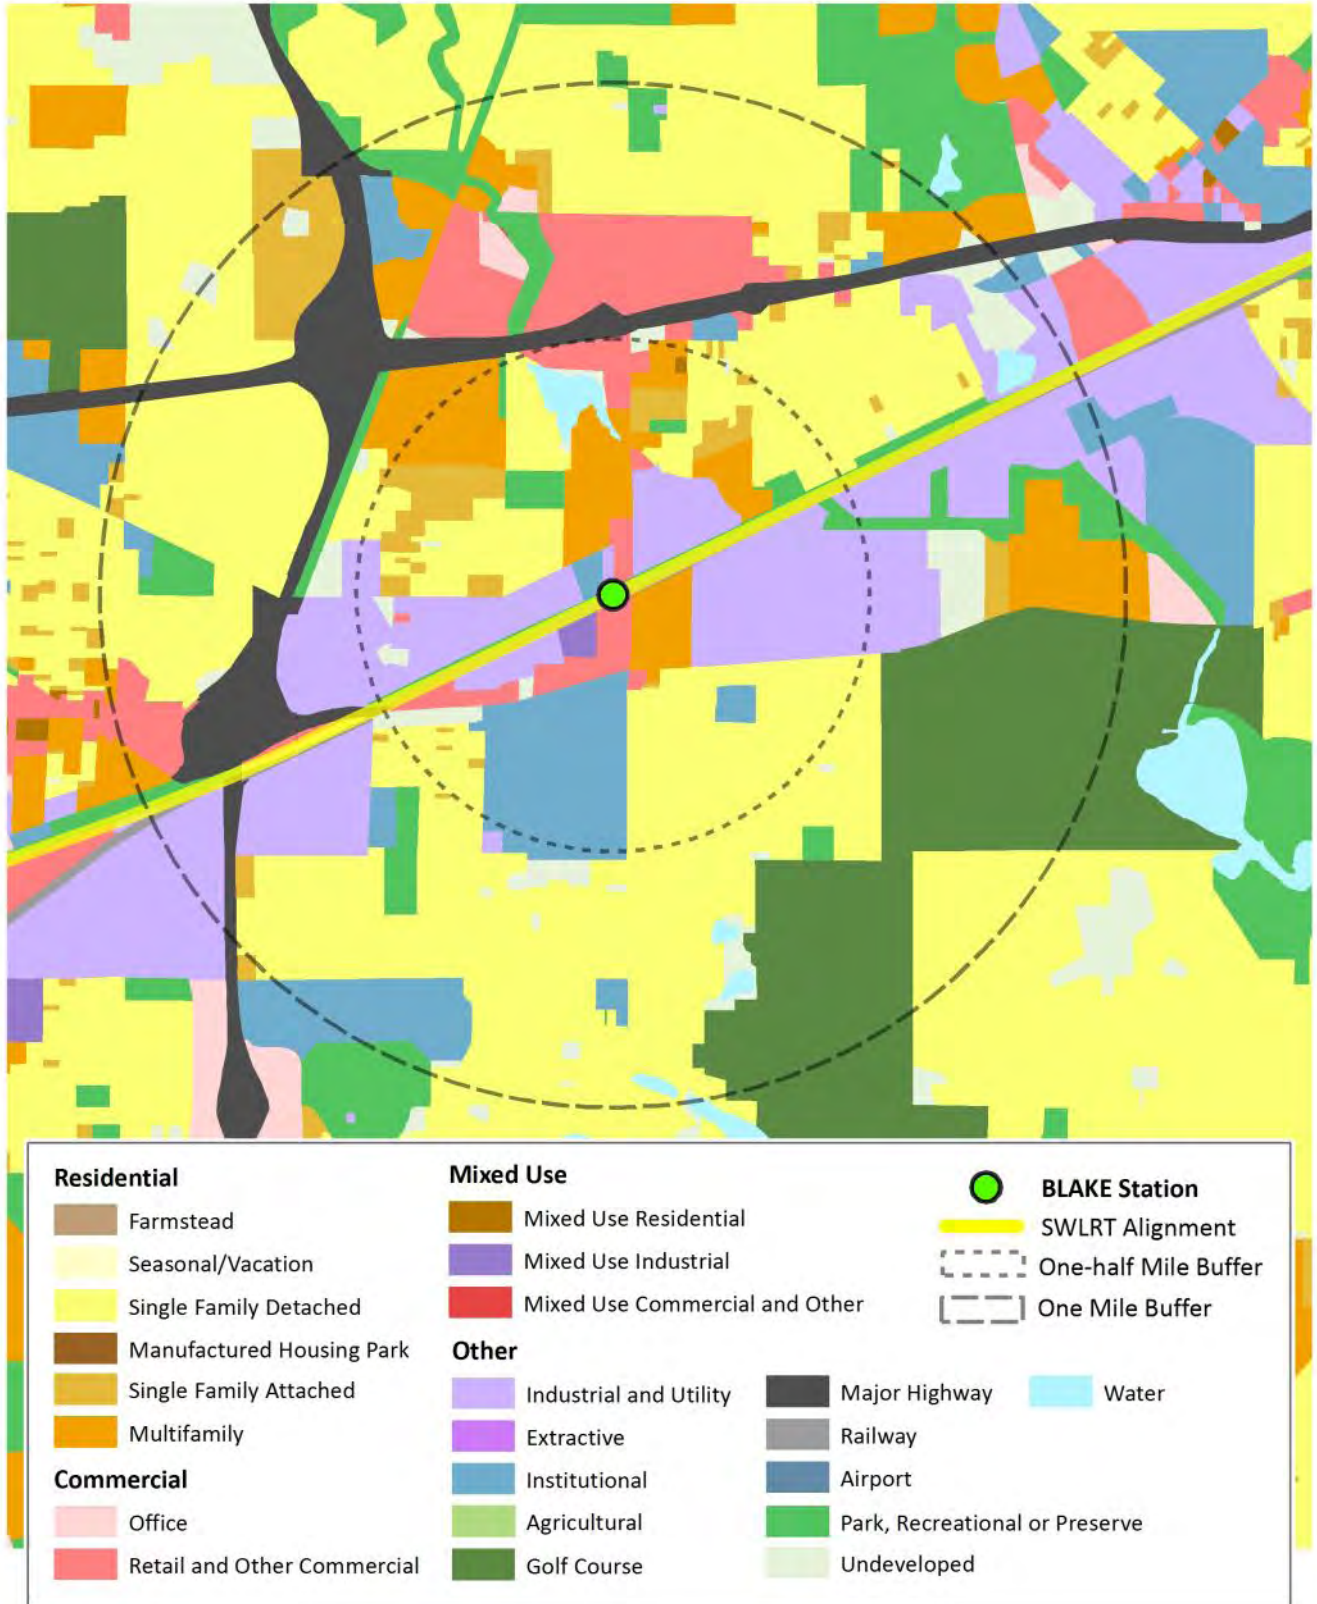 Residential
Farmstead
Seasonal/Vacation
Single Family Detached
Manufactured Housing Park
Single Family Attached
Multifamily
Commercial
Office
Retail and Other Commercial
Mixed Use
Mixed Use Residential
Mixed Use Industrial
Mixed Use Commercial and Other
Other
Industrial and Utility
Extractive
Institutional
Agricultural
Golf Course
Major Highway
Railway
Airport
Park, Recreational or Preserve
Undeveloped
Water
BLAKE Station
SWLRT Alignment
One-half Mile Buffer
One Mile Buffer